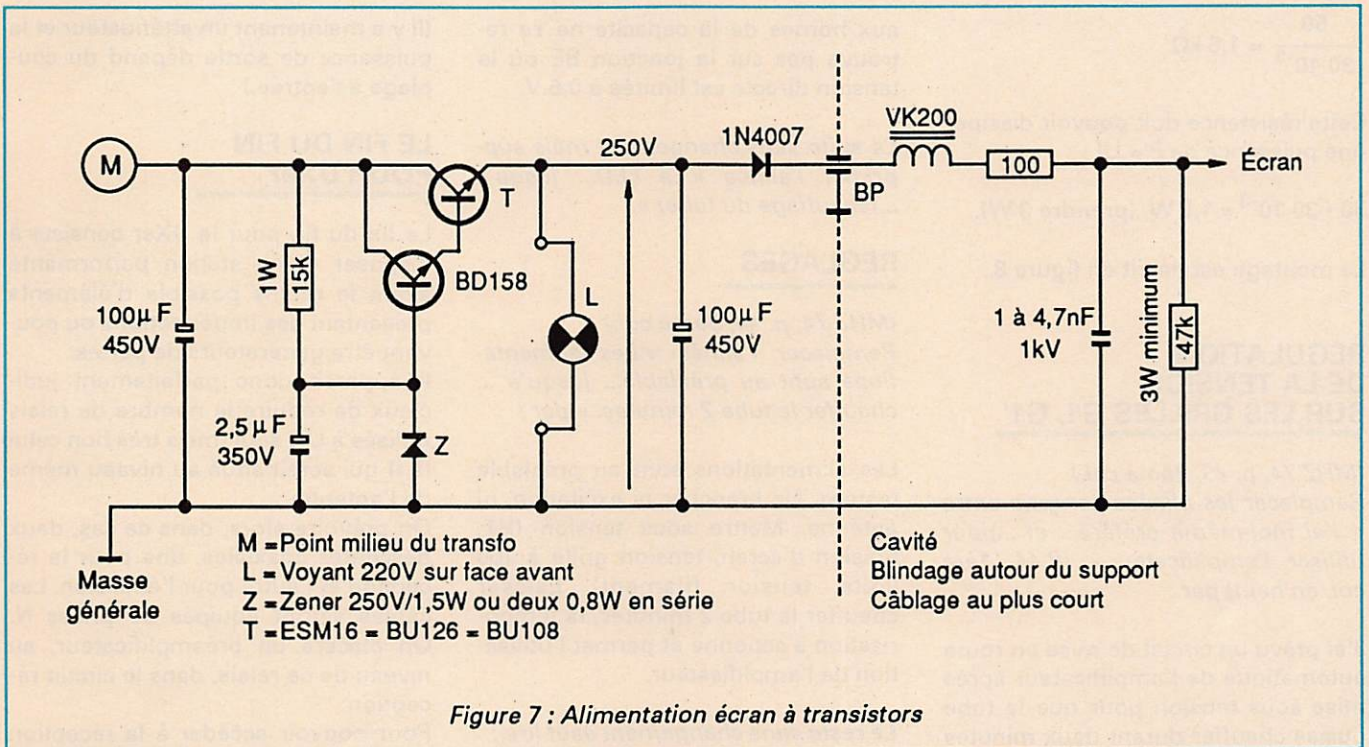 M
100µF
450V
1W
15k
2,5µF
350V
T
BD158
Z
250V
L
100µF
450V
1N4007
BP
VK200
100
Écran
1 à 4,7nF
1kV
3W minimum
47k
Masse
générale
M = Point milieu du transfo
L = Voyant 220V sur face avant
Z = Zener 250V/1,5W ou deux 0,8W en série
T = ESM16 = BU126 = BU108
Cavité
Blindage autour du support
Câblage au plus court
Figure 7 : Alimentation écran à transistors